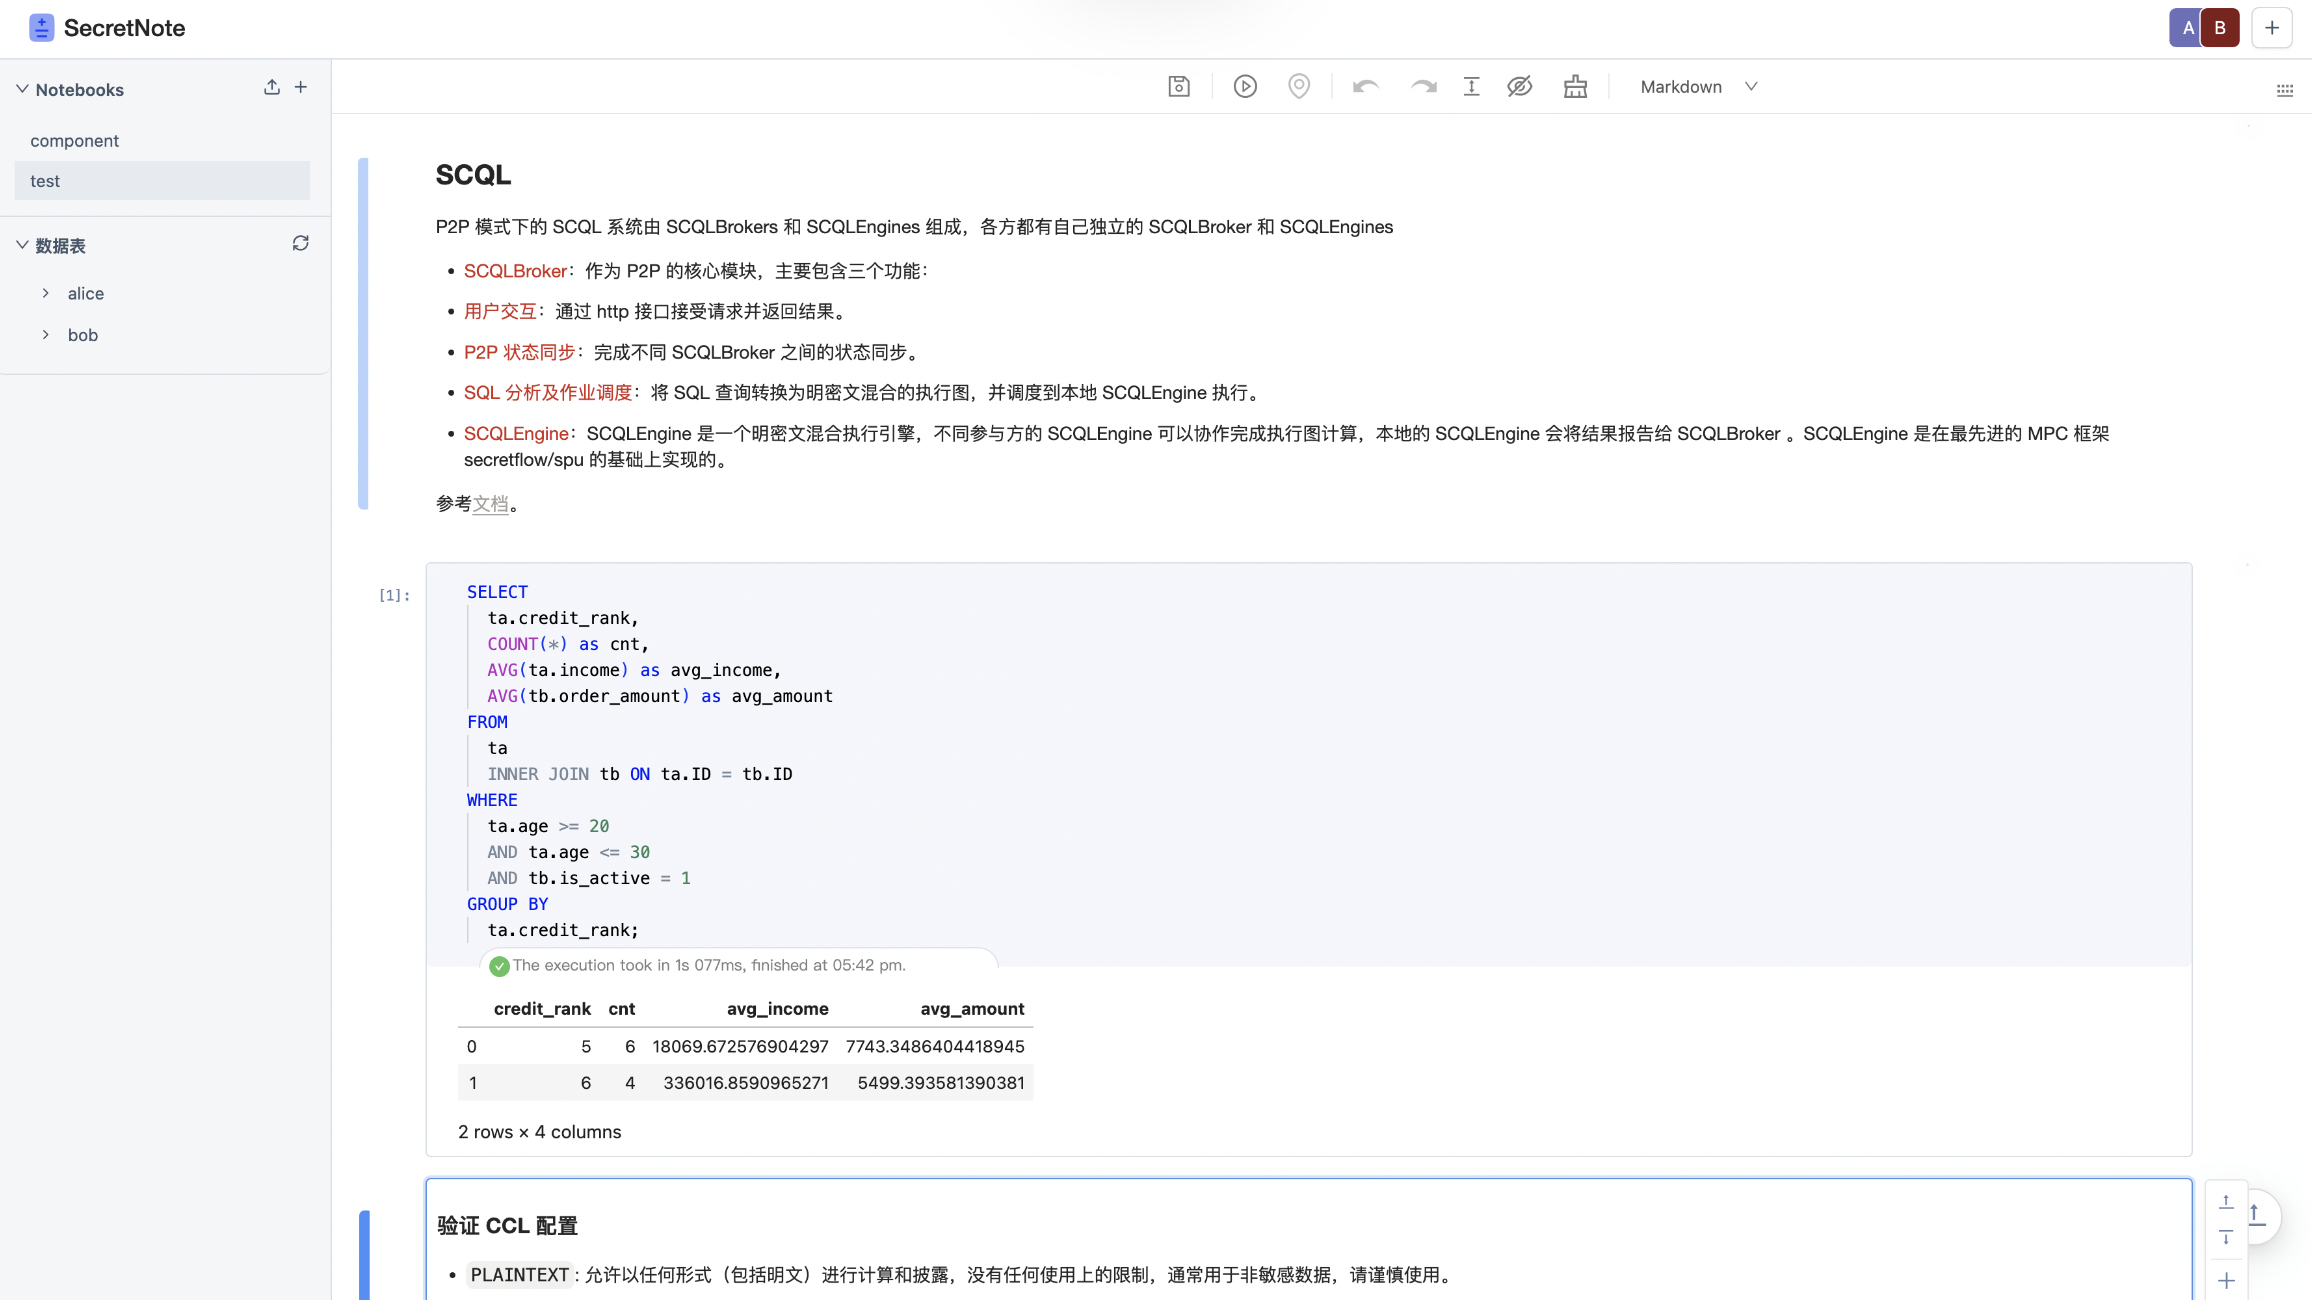 SecretNote
A
B
Notebooks
component
test
数据表
alice
bob
Markdown
SCQL
P2P 模式下的 SCQL 系统由 SCQLBrokers 和 SCQLEngines 组成，各方都有自己独立的 SCQLBroker 和 SCQLEngines
• SCQLBroker：作为 P2P 的核心模块，主要包含三个功能：
• 用户交互：通过 http 接口接受请求并返回结果。
• P2P 状态同步：完成不同 SCQLBroker 之间的状态同步。
• SQL 分析及作业调度：将 SQL 查询转换为明密文混合的执行图，并调度到本地 SCQLEngine 执行。
• SCQLEngine：SCQLEngine 是一个明密文混合执行引擎，不同参与方的 SCQLEngine 可以协作完成执行图计算，本地的 SCQLEngine 会将结果报告给 SCQLBroker 。SCQLEngine 是在最先进的 MPC 框架
secretflow/spu 的基础上实现的。
参考文档。
[1]:
SELECT
ta.credit_rank,
COUNT(*) as cnt,
AVG(ta.income) as avg_income,
AVG(tb.order_amount) as avg_amount
FROM
ta
INNER JOIN tb ON ta.ID = tb.ID
WHERE
ta.age >= 20
AND ta.age <= 30
AND tb.is_active = 1
GROUP BY
ta.credit_rank;
The execution took in 1s 077ms, finished at 05:42 pm.
credit_rank cnt avg_income avg_amount
0 5 6 18069.672576904297 7743.3486404418945
1 6 4 336016.8590965271 5499.393581390381
2 rows × 4 columns
验证 CCL 配置
• PLAINTEXT: 允许以任何形式（包括明文）进行计算和披露，没有任何使用上的限制，通常用于非敏感数据，请谨慎使用。